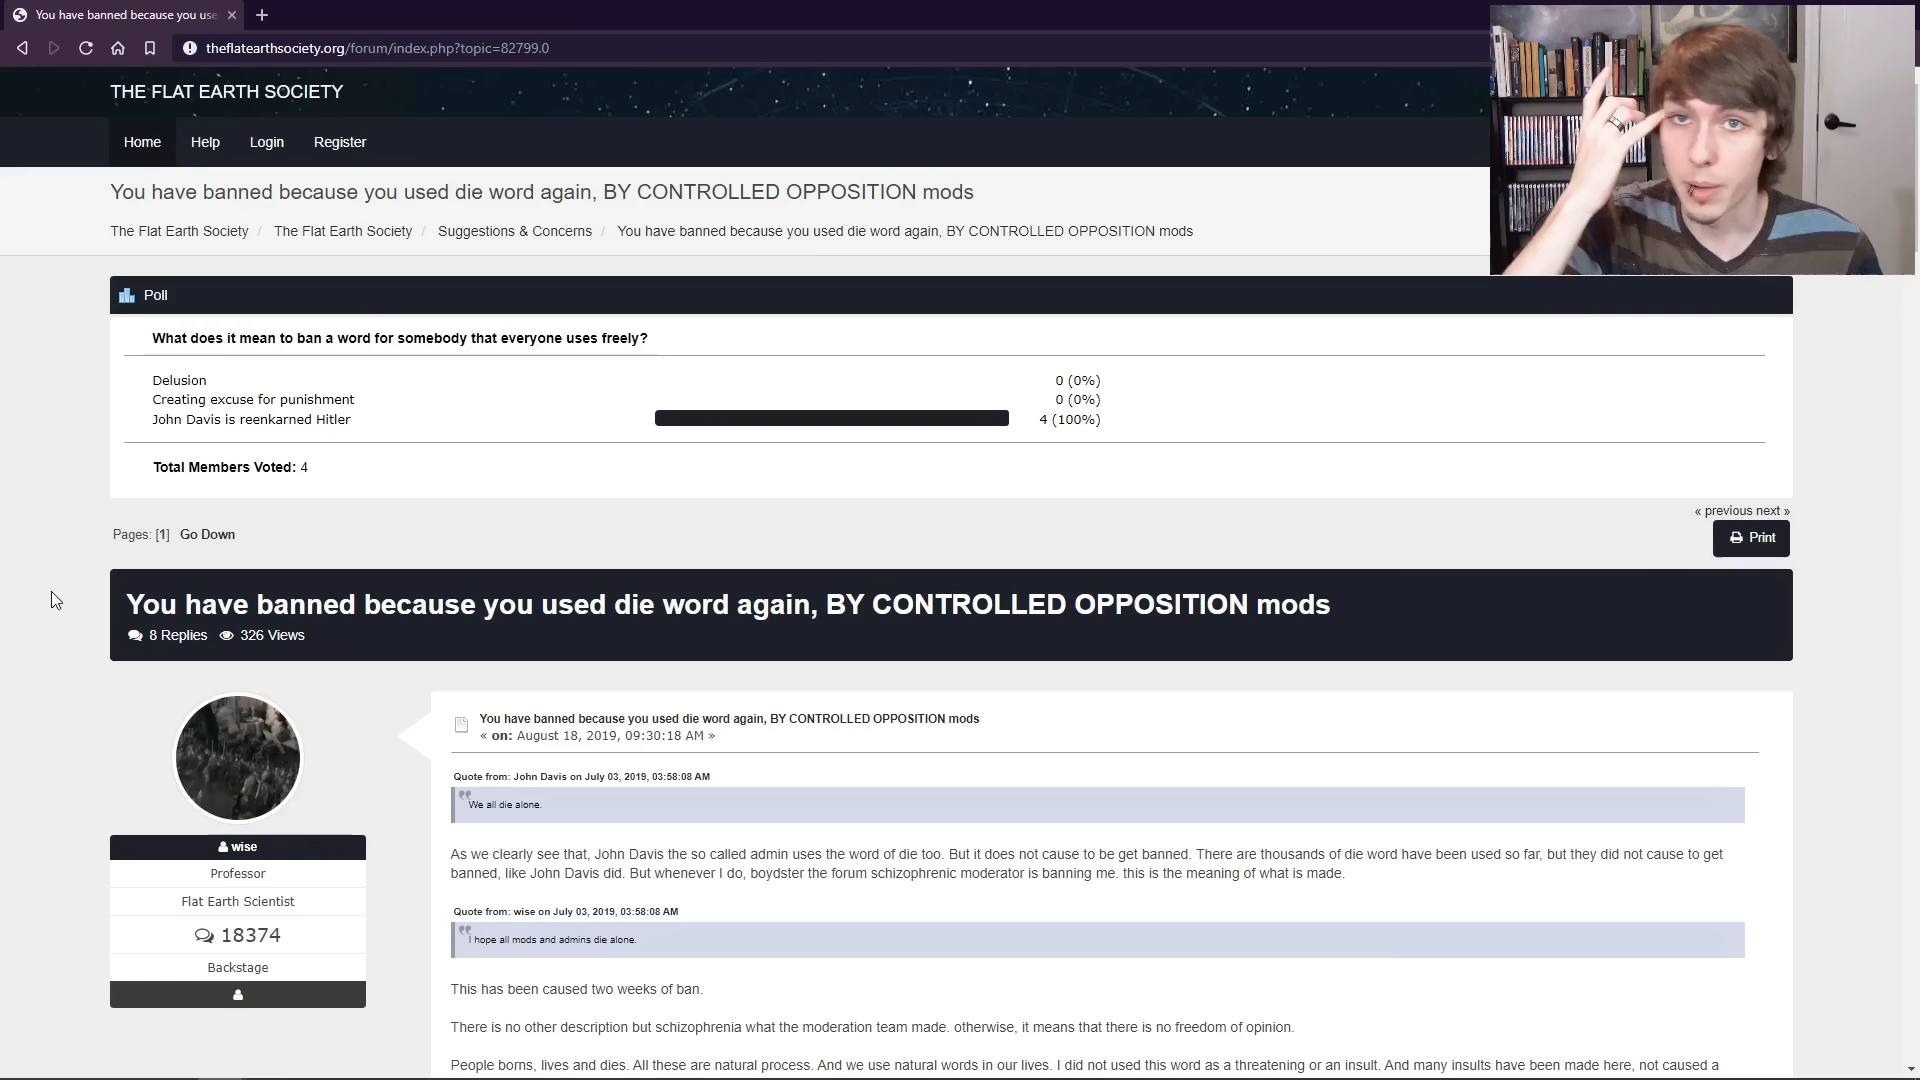 You have banned because you use
theflatearthsociety.org/forum/index.php?topic=82799.0
THE FLAT EARTH SOCIETY
Home Help Login Register
You have banned because you used die word again, BY CONTROLLED OPPOSITION mods
The Flat Earth Society / The Flat Earth Society / Suggestions & Concerns / You have banned because you used die word again, BY CONTROLLED OPPOSITION mods
Poll
What does it mean to ban a word for somebody that everyone uses freely?
Delusion 0 (0%)
Creating excuse for punishment 0 (0%)
John Davis is reenkarned Hitler 4 (100%)
Total Members Voted: 4
« previous next »
Pages: [1] Go Down
Print
You have banned because you used die word again, BY CONTROLLED OPPOSITION mods
8 Replies 326 Views
You have banned because you used die word again, BY CONTROLLED OPPOSITION mods
« on: August 18, 2019, 09:30:18 AM »
Quote from: John Davis on July 03, 2019, 03:58:08 AM
We all die alone.
wise
Professor
Flat Earth Scientist
18374
Backstage
As we clearly see that, John Davis the so called admin uses the word of die too. But it does not cause to be get banned. There are thousands of die word have been used so far, but they did not cause to get
banned, like John Davis did. But whenever I do, boydster the forum schizophrenic moderator is banning me. this is the meaning of what is made.
Quote from: wise on July 03, 2019, 03:58:08 AM
I hope all mods and admins die alone.
This has been caused two weeks of ban.
There is no other description but schizophrenia what the moderation team made. otherwise, it means that there is no freedom of opinion.
People borns, lives and dies. All these are natural process. And we use natural words in our lives. I did not used this word as a threatening or an insult. And many insults have been made here, not caused a